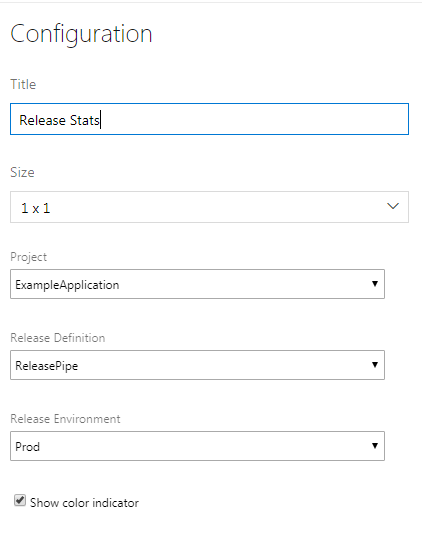 Configuration
Title
Release Stats
Size
1 x 1
Project
ExampleApplication
Release Definition
ReleasePipe
Release Environment
Prod
Show color indicator